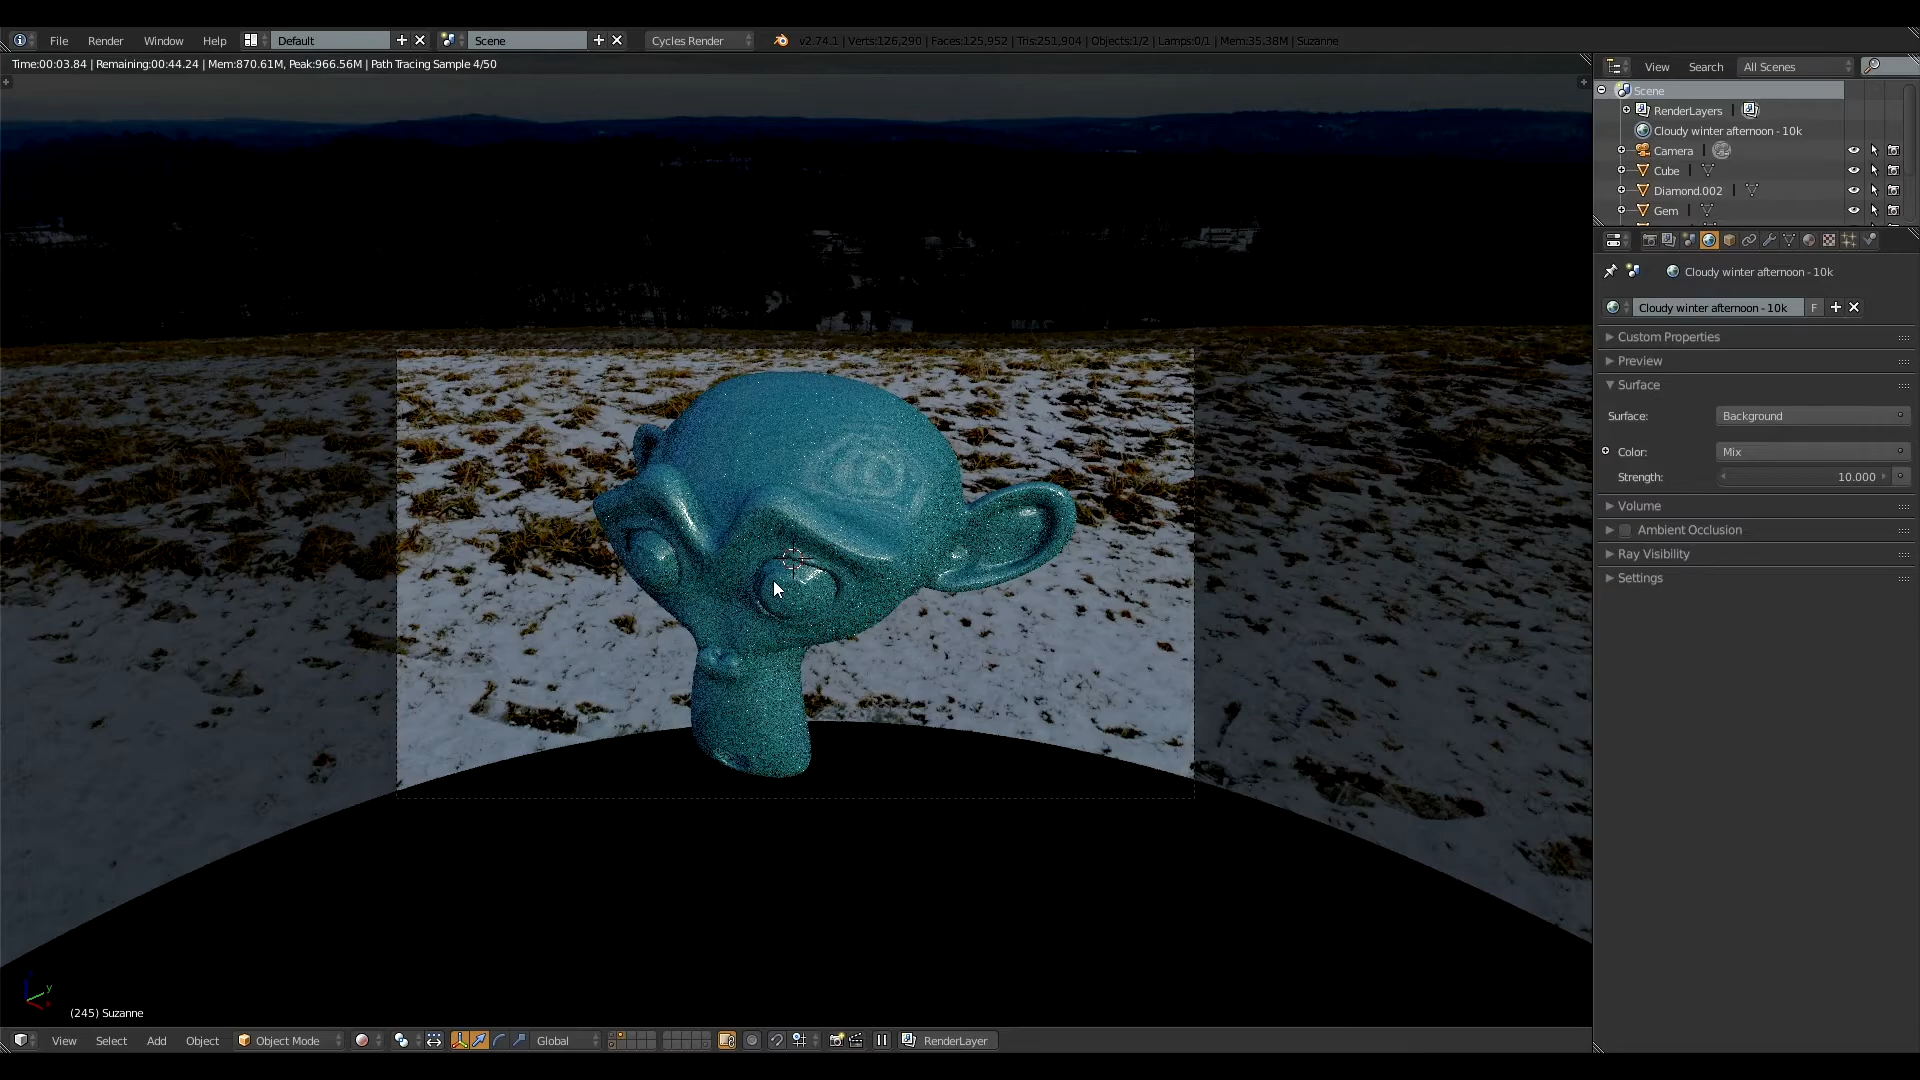 File Render Window Help Default Scene Cycles Render v2.74.1 | Verts:126,290 | Faces:125,952 | Tris:251,904 | Objects:1/2 | Lamps:0/1 | Mem:35.38M | Suzanne
Time:00:03.84 | Remaining:00:44.24 | Mem:870.61M, Peak:966.56M | Path Tracing Sample 4/50
View Search All Scenes
Scene
RenderLayers
Cloudy winter afternoon - 10k
Camera
Cube
Diamond.002
Gem
Cloudy winter afternoon - 10k
Cloudy winter afternoon - 10k F
Custom Properties
Preview
Surface
Surface: Background
Color: Mix
Strength: 10.000
Volume
Ambient Occlusion
Ray Visibility
Settings
y
(245) Suzanne
View Select Add Object Object Mode Global RenderLayer